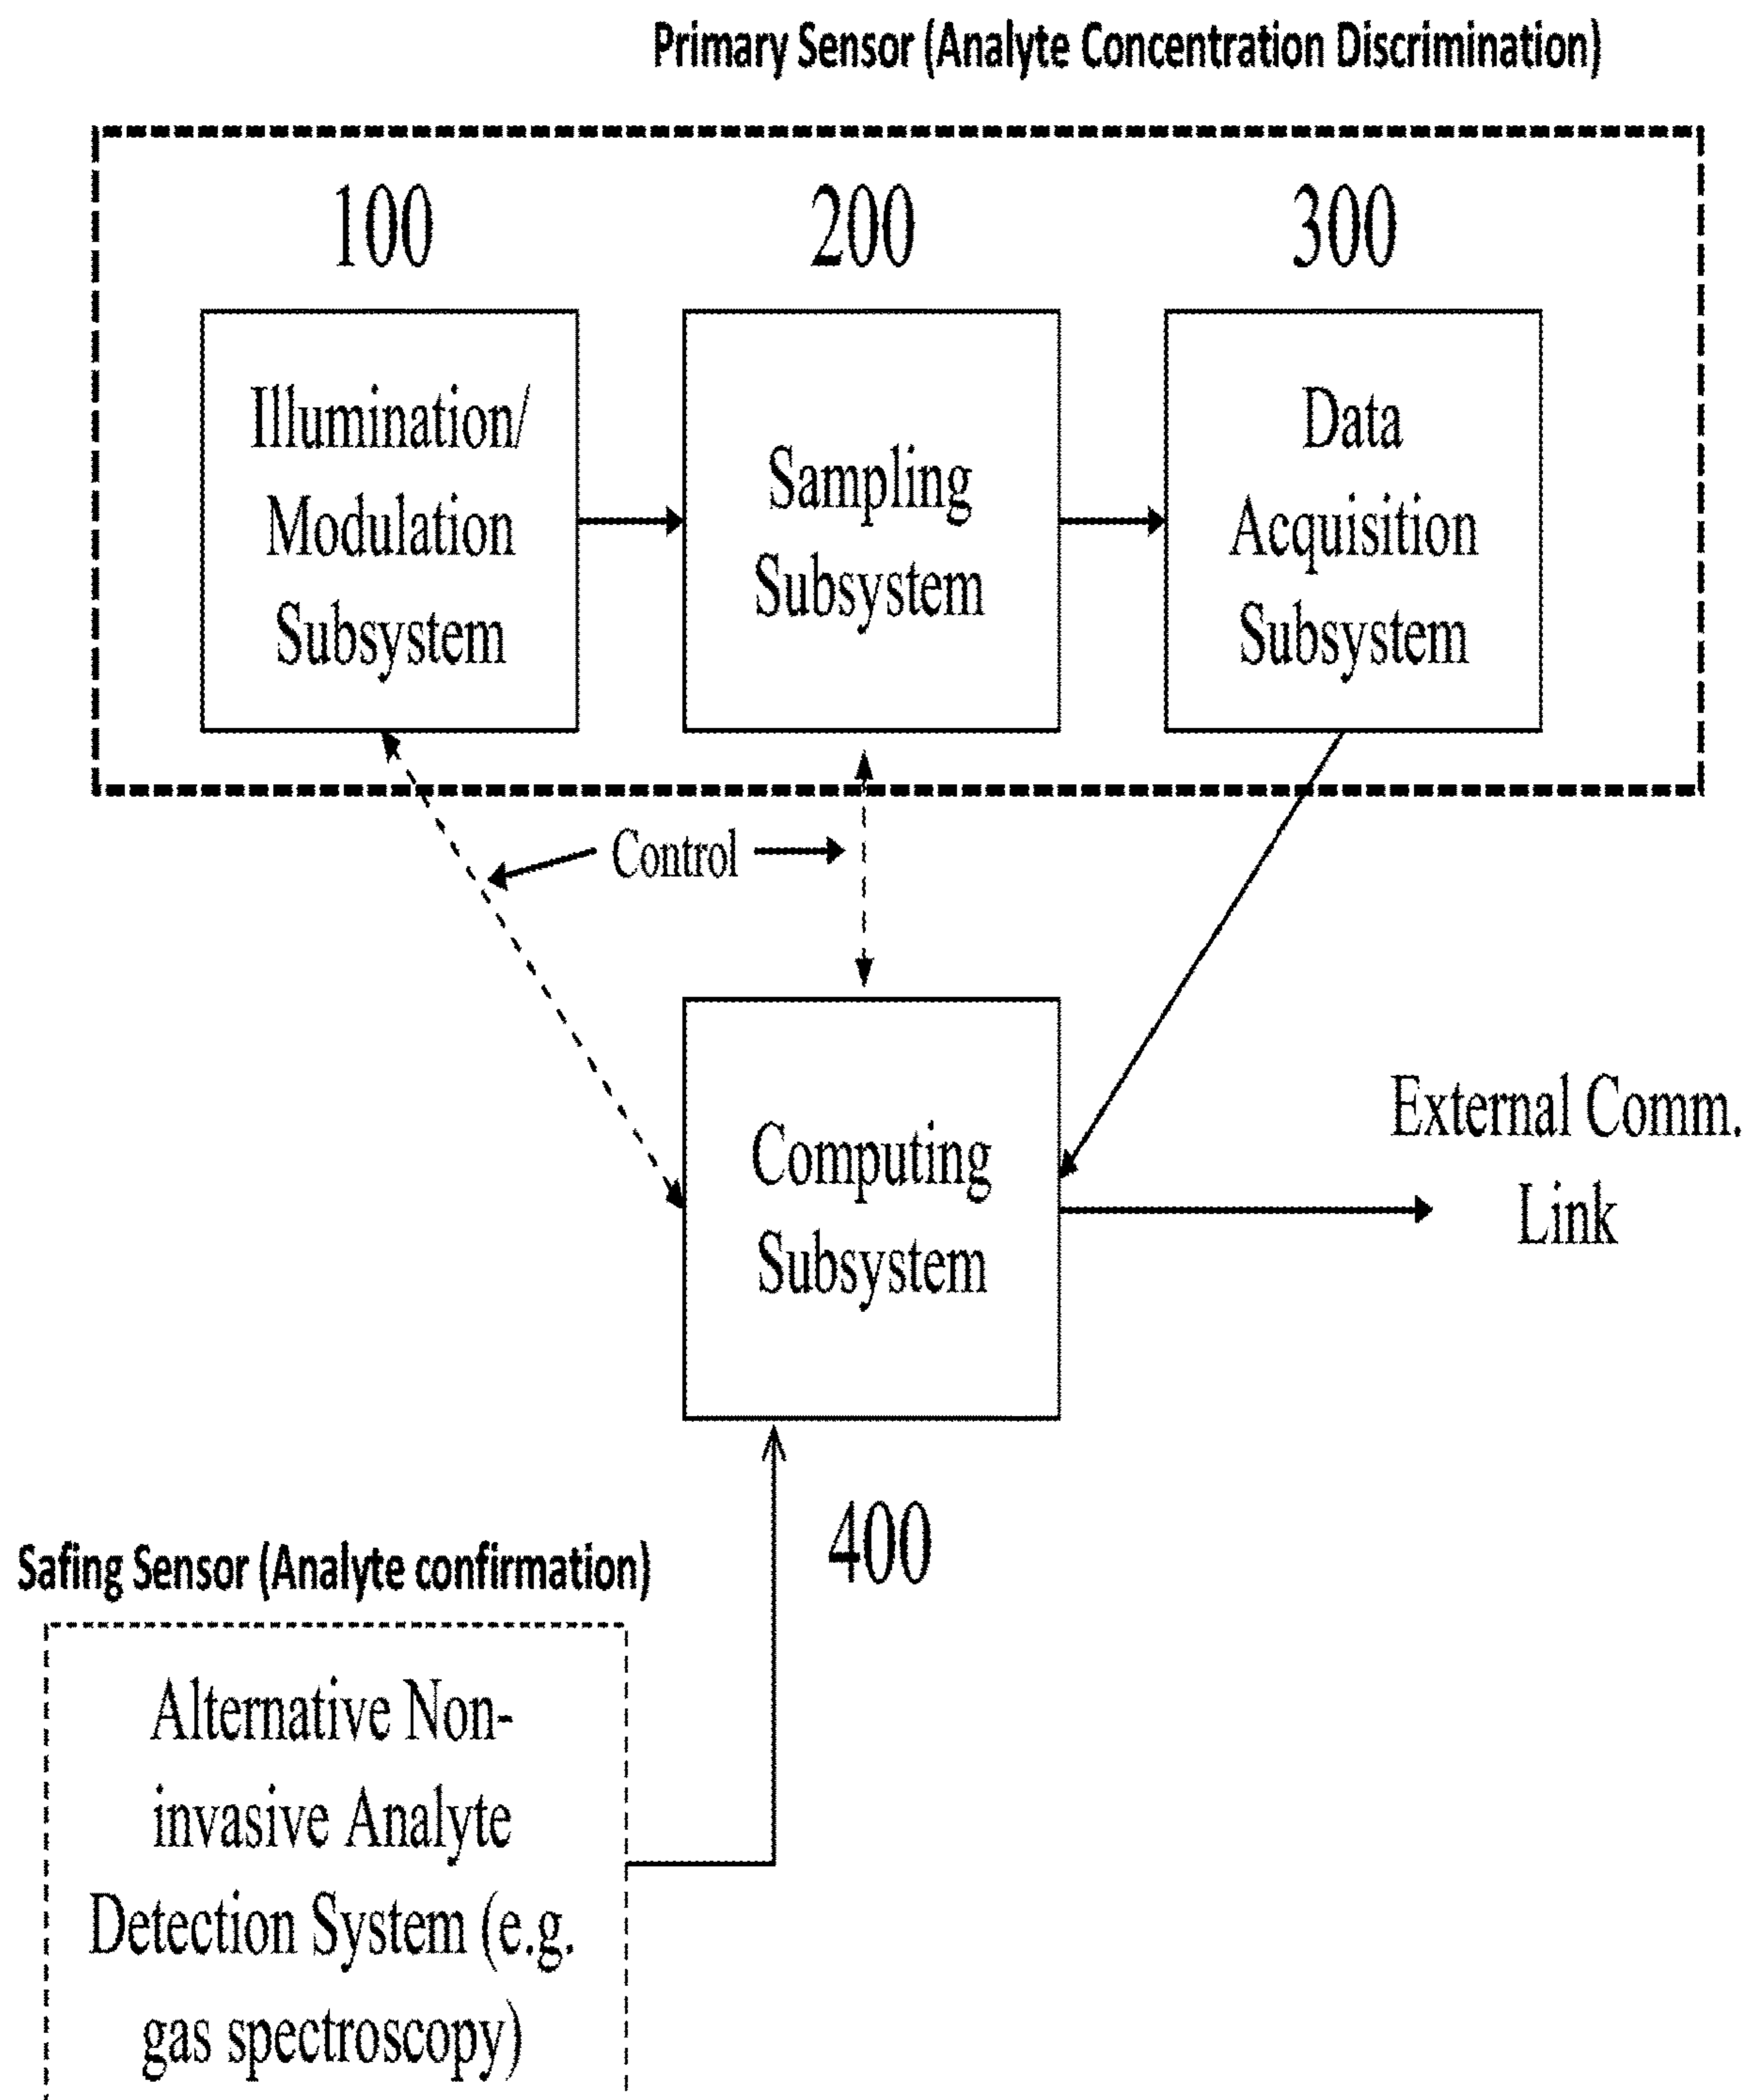 Primary Sensor (Analyte Concentration Discrimination)
100
200
300
Illumination/
Modulation
Subsystem
Sampling
Subsystem
Data
Acquisition
Subsystem
Control
Computing
Subsystem
External Comm.
Link
400
Safing Sensor (Analyte confirmation)
Alternative Non-
invasive Analyte
Detection System (e.g.
gas spectroscopy)